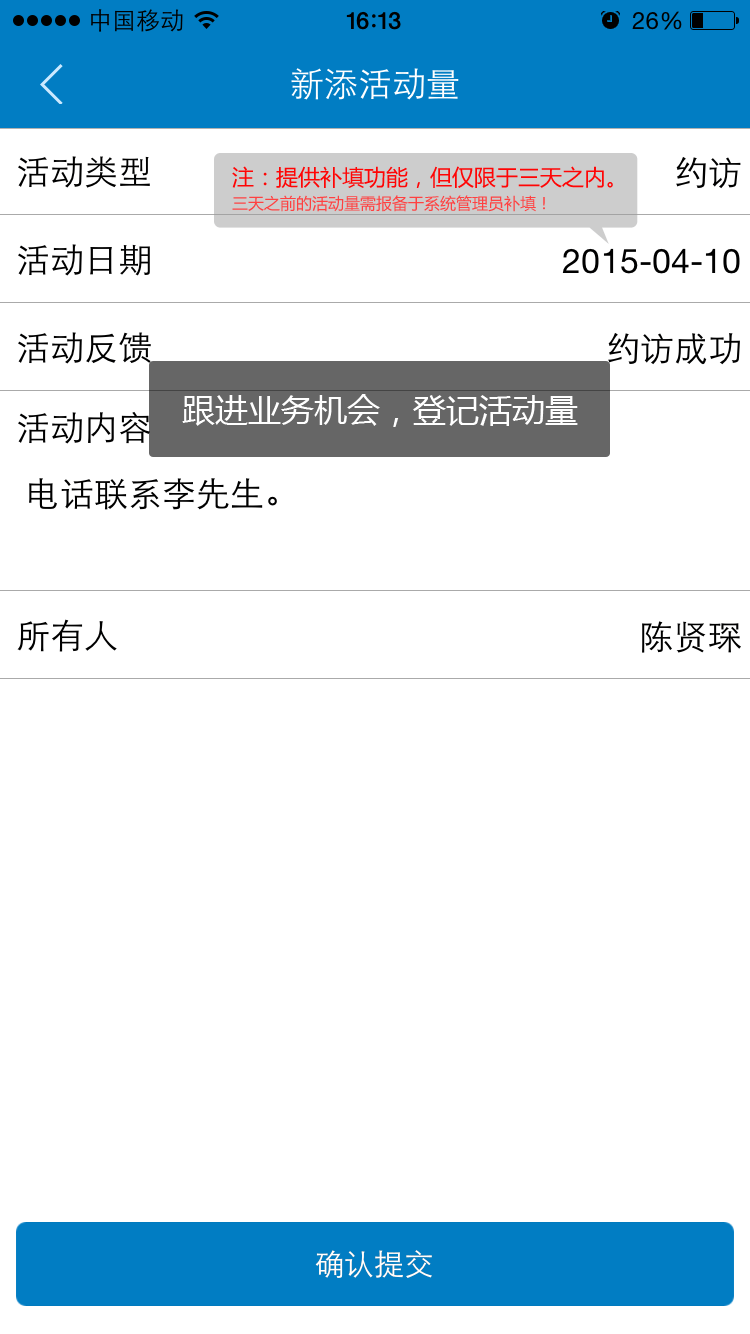 中国移动 16:13 26%
新添活动量
活动类型 约访
注：提供补填功能，但仅限于三天之内。
三天之前的活动量需报备于系统管理员补填！
活动日期 2015-04-10
活动反馈 约访成功
跟进业务机会，登记活动量
活动内容
电话联系李先生。
所有人 陈贤琛
确认提交